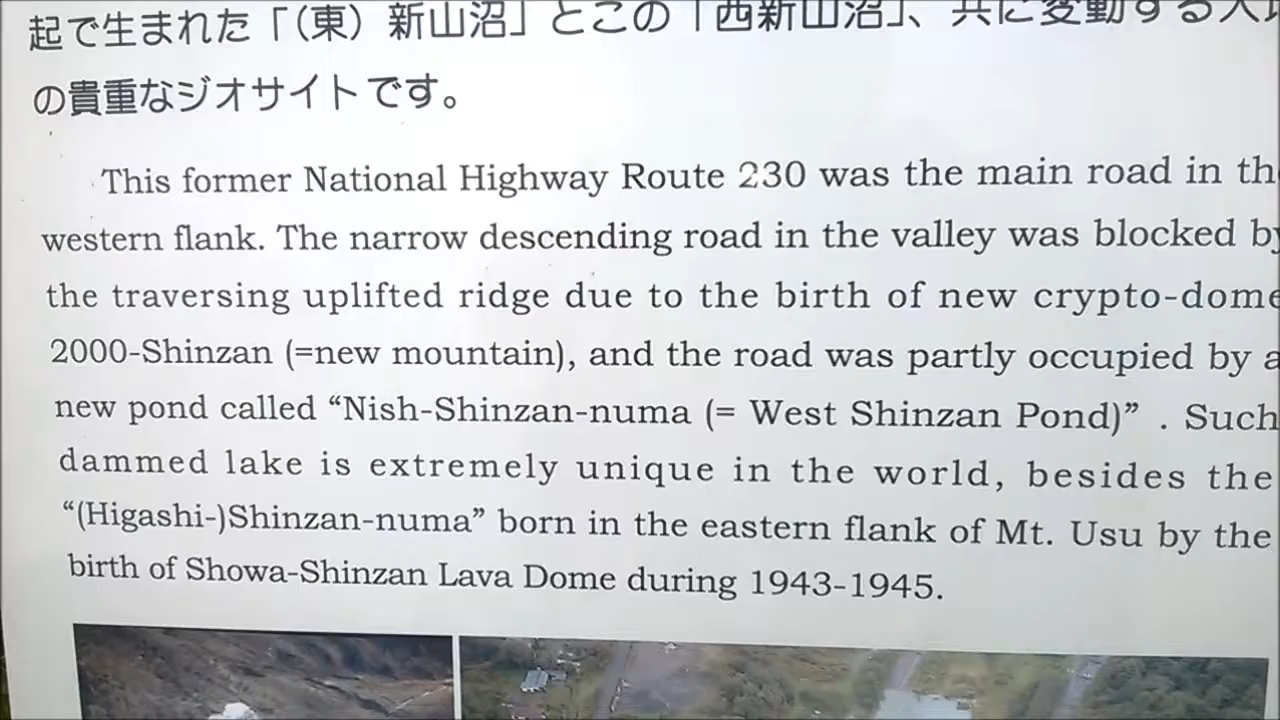 起で生まれた「（東）新山沼」とこの「西新山沼」、共に変動する
の貴重なジオサイトです。
This former National Highway Route 230 was the main road in th
western flank. The narrow descending road in the valley was blocked by
the traversing uplifted ridge due to the birth of new crypto-dome
2000-Shinzan (=new mountain), and the road was partly occupied by a
new pond called “Nish-Shinzan-numa (= West Shinzan Pond)” . Such
dammed lake is extremely unique in the world, besides the
“(Higashi-)Shinzan-numa” born in the eastern flank of Mt. Usu by the
birth of Showa-Shinzan Lava Dome during 1943-1945.